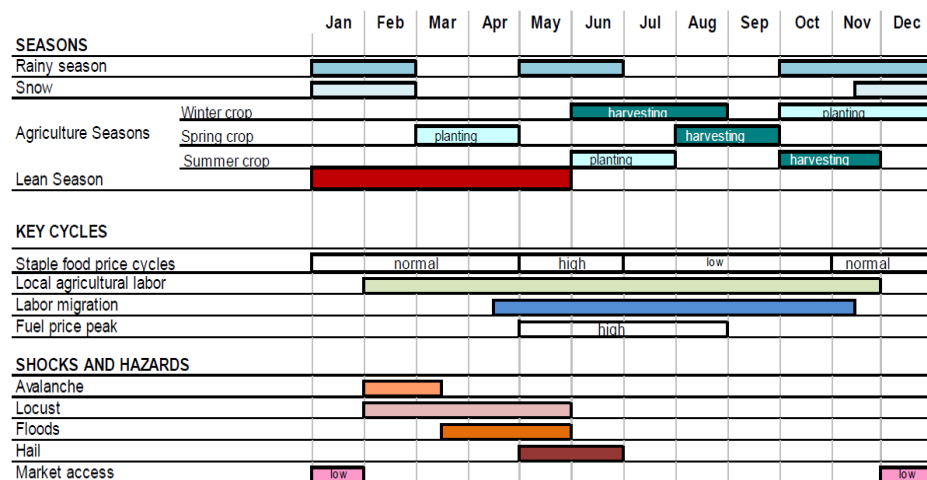 Jan Feb Mar Apr May Jun Jul Aug Sep Oct Nov Dec
SEASONS
Rainy season
Snow
Winter crop harvesting planting
Agriculture Seasons Spring crop planting harvesting
Summer crop planting harvesting
Lean Season
KEY CYCLES
Staple food price cycles normal high low normal
Local agricultural labor
Labor migration
Fuel price peak high
SHOCKS AND HAZARDS
Avalanche
Locust
Floods
Hail
Market access low low